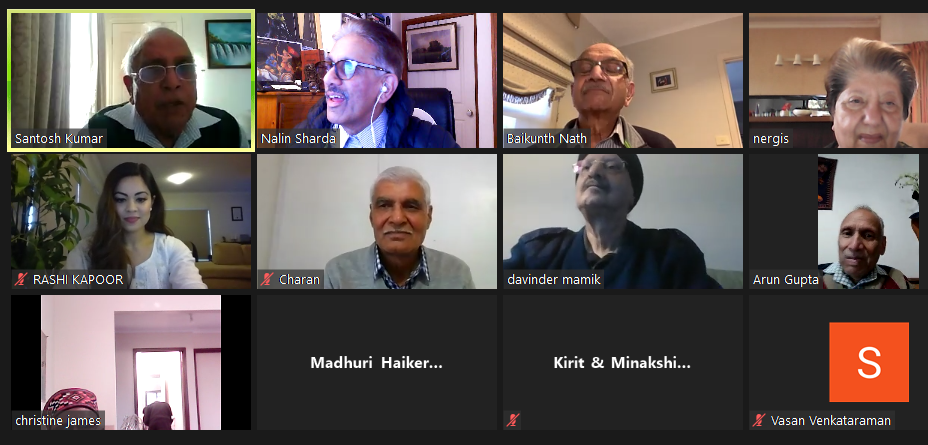 Santosh Kumar
Nalin Sharda
Baikunth Nath
nergis
RASHI KAPOOR
Charan
davinder mamik
Arun Gupta
christine james
Madhuri Haiker...
Kirit & Minakshi...
S
Vasan Venkataraman